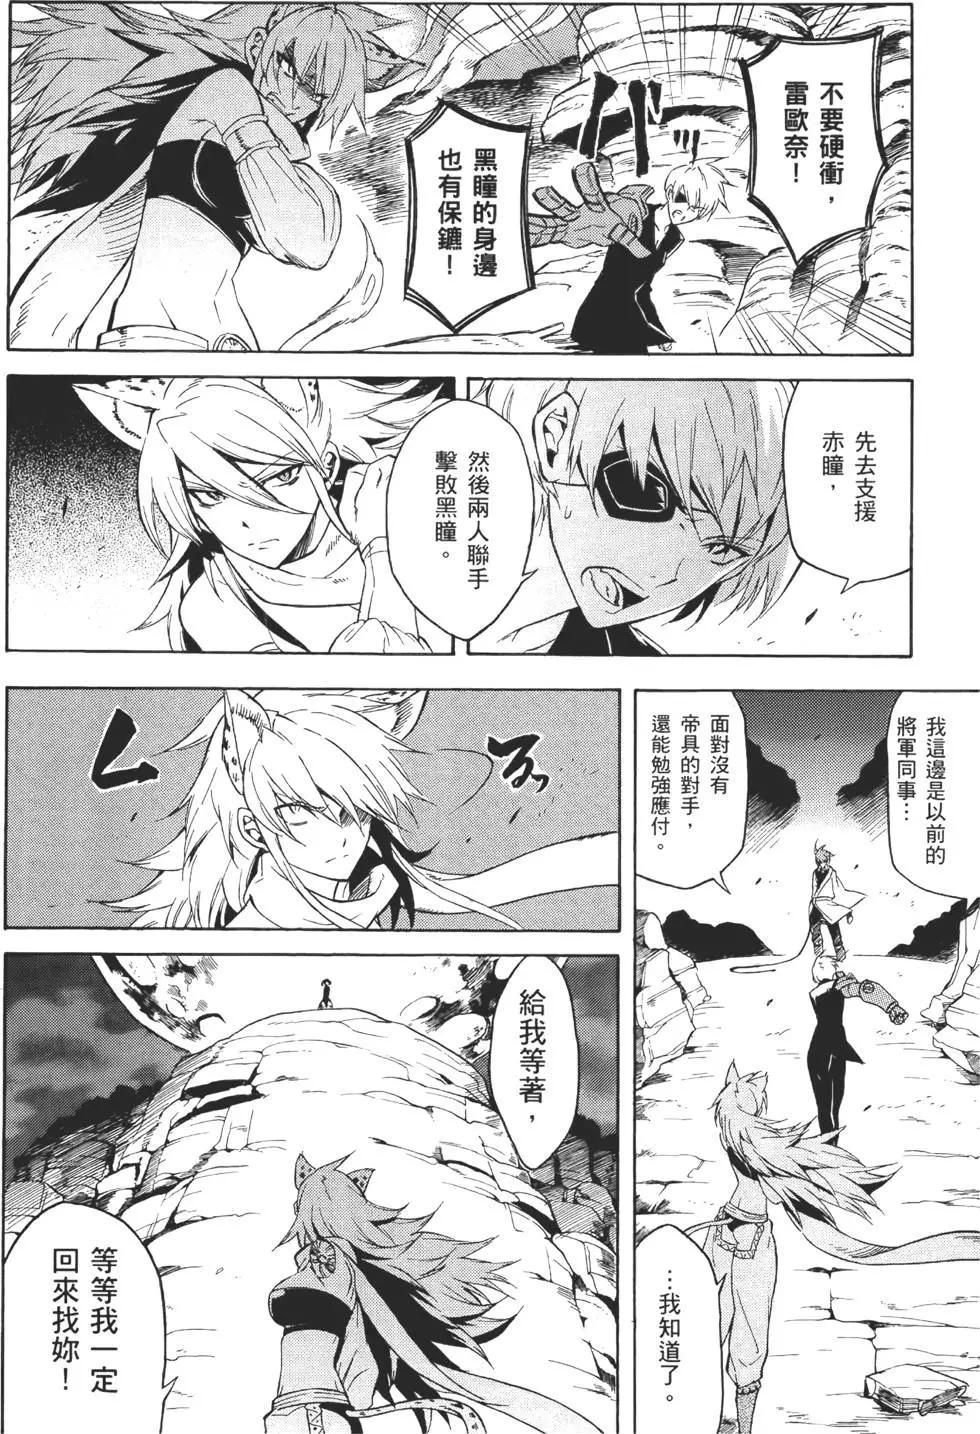 不要硬衝，
雷歐奈！
黑瞳的身邊
也有保鑣！
先去支援
赤瞳，
然後兩人聯手
擊敗黑瞳。
我這邊是以前的
將軍同事…
面對沒有
帝具的對手，
還能勉強應付。
…我知道了。
給我等著，
等等我一定
回來找妳！